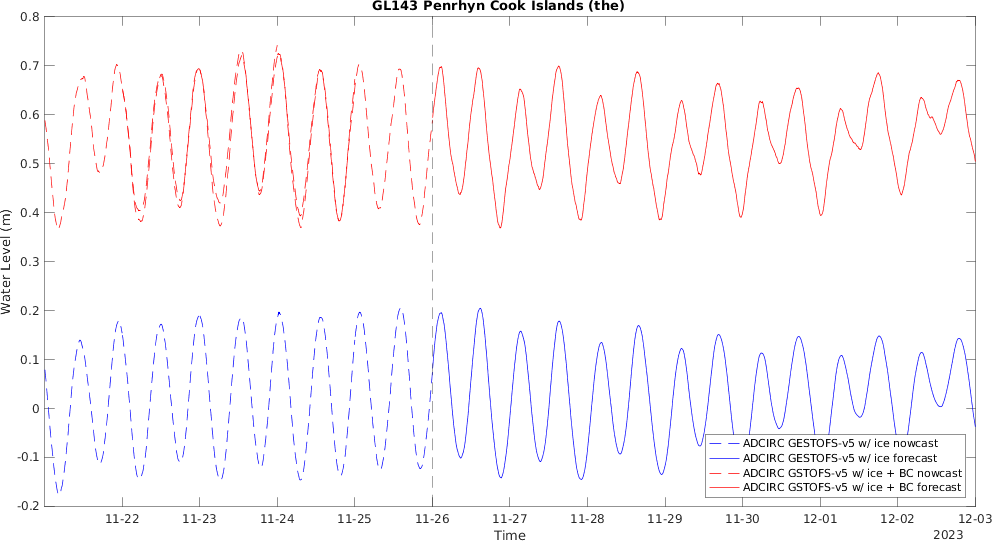 GL143 Penrhyn Cook Islands (the)
Water Level (m)
0.8
0.7
0.6
0.5
0.4
0.3
0.2
0.1
0
-0.1
-0.2
ADCIRC GESTOFS-v5 w/ ice nowcast
ADCIRC GESTOFS-v5 w/ ice forecast
ADCIRC GSTOFS-v5 w/ ice + BC nowcast
ADCIRC GSTOFS-v5 w/ ice + BC forecast
11-22 11-23 11-24 11-25 11-26 11-27 11-28 11-29 11-30 12-01 12-02 12-03
Time
2023